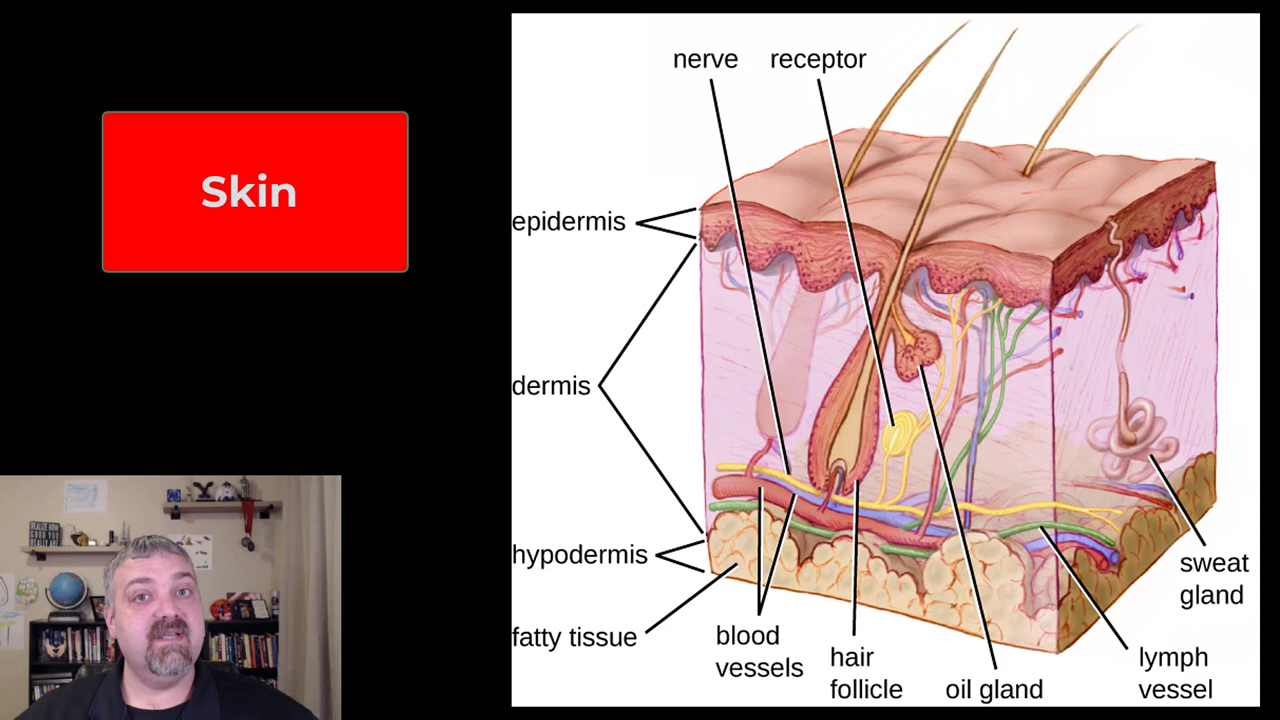 Skin
nerve
receptor
epidermis
dermis
hypodermis
fatty tissue
blood
vessels
hair
follicle
oil gland
lymph
vessel
sweat
gland